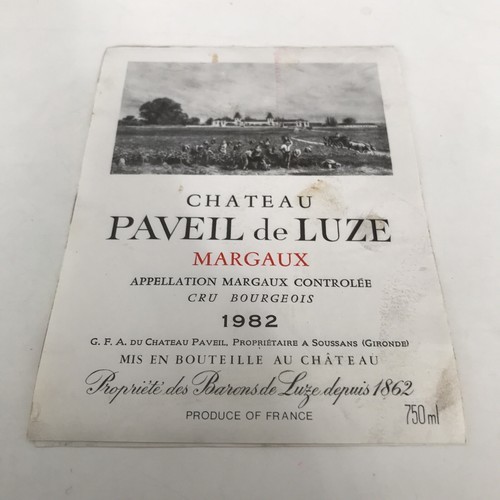 CHATEAU
PAVEIL de LUZE
MARGAUX
APPELLATION MARGAUX CONTROLÉE
CRU BOURGEOIS
1982
G. F. A. DU CHATEAU PAVEIL, PROPRIÉTAIRE A SOUSSANS (GIRONDE)
MIS EN BOUTEILLE AU CHÂTEAU
Propriété des Barons de Luze depuis 1862
PRODUCE OF FRANCE
750 ml